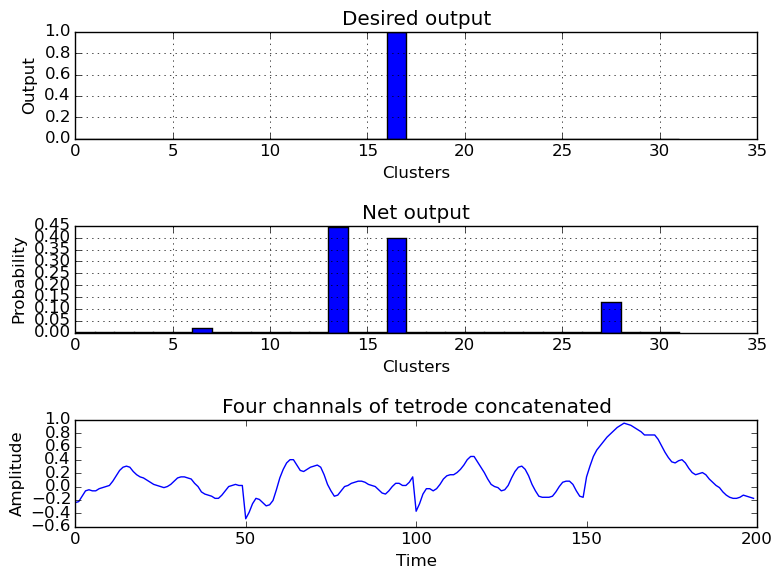 Desired output
1.0
0.8
0.6
0.4
0.2
0.0
Output
0 5 10 15 20 25 30 35
Clusters
Net output
0.45
0.40
0.35
0.30
0.25
0.20
0.15
0.10
0.05
0.00
Probability
0 5 10 15 20 25 30 35
Clusters
Four channals of tetrode concatenated
1.0
0.8
0.6
0.4
0.2
0.0
−0.2
−0.4
−0.6
Amplitude
0 50 100 150 200
Time